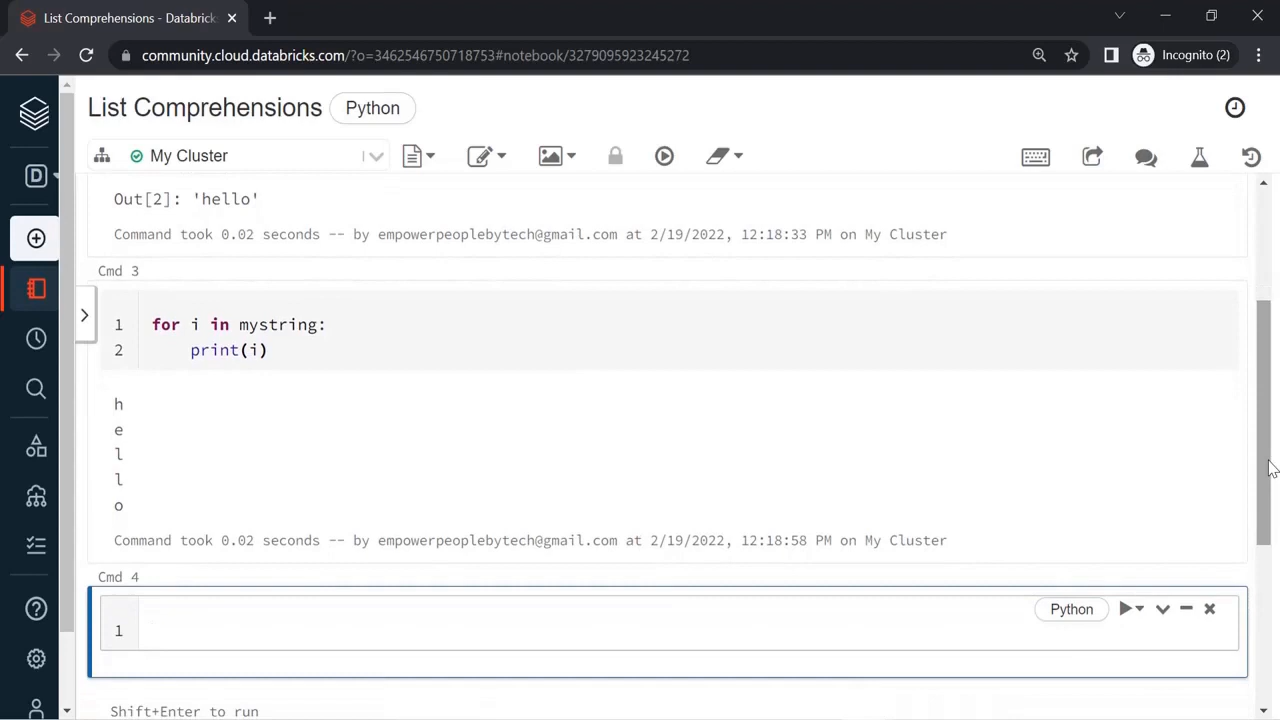 List Comprehensions - Databricks
community.cloud.databricks.com/?o=3462546750718753#notebook/3279095923245272
Incognito (2)
List Comprehensions
Python
D
My Cluster
Out[2]: 'hello'
Command took 0.02 seconds -- by empowerpeoplebytech@gmail.com at 2/19/2022, 12:18:33 PM on My Cluster
Cmd 3
1 for i in mystring:
2 print(i)
h
e
l
l
o
Command took 0.02 seconds -- by empowerpeoplebytech@gmail.com at 2/19/2022, 12:18:58 PM on My Cluster
Cmd 4
Python
1
Shift+Enter to run